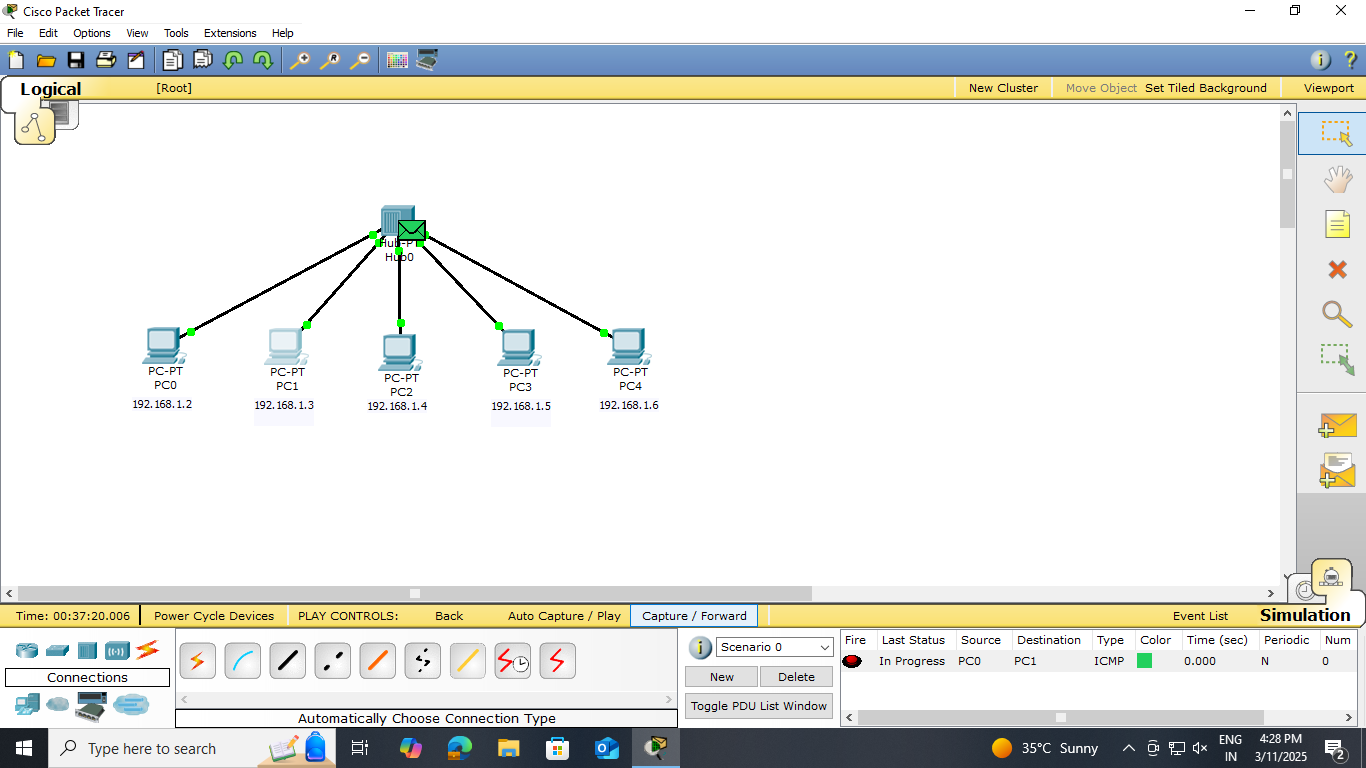 Cisco Packet Tracer
File Edit Options View Tools Extensions Help
Logical [Root] New Cluster Move Object Set Tiled Background Viewport
Hub-PT
Hub0
PC-PT PC-PT PC-PT PC-PT PC-PT
PC0 PC1 PC2 PC3 PC4
192.168.1.2 192.168.1.3 192.168.1.4 192.168.1.5 192.168.1.6
Time: 00:37:20.006 Power Cycle Devices PLAY CONTROLS: Back Auto Capture / Play Capture / Forward Event List Simulation
Connections
Automatically Choose Connection Type
Scenario 0
New Delete
Toggle PDU List Window
Fire Last Status Source Destination Type Color Time (sec) Periodic Num
In Progress PC0 PC1 ICMP 0.000 N 0
Type here to search
35°C Sunny
ENG
IN
4:28 PM
3/11/2025
2